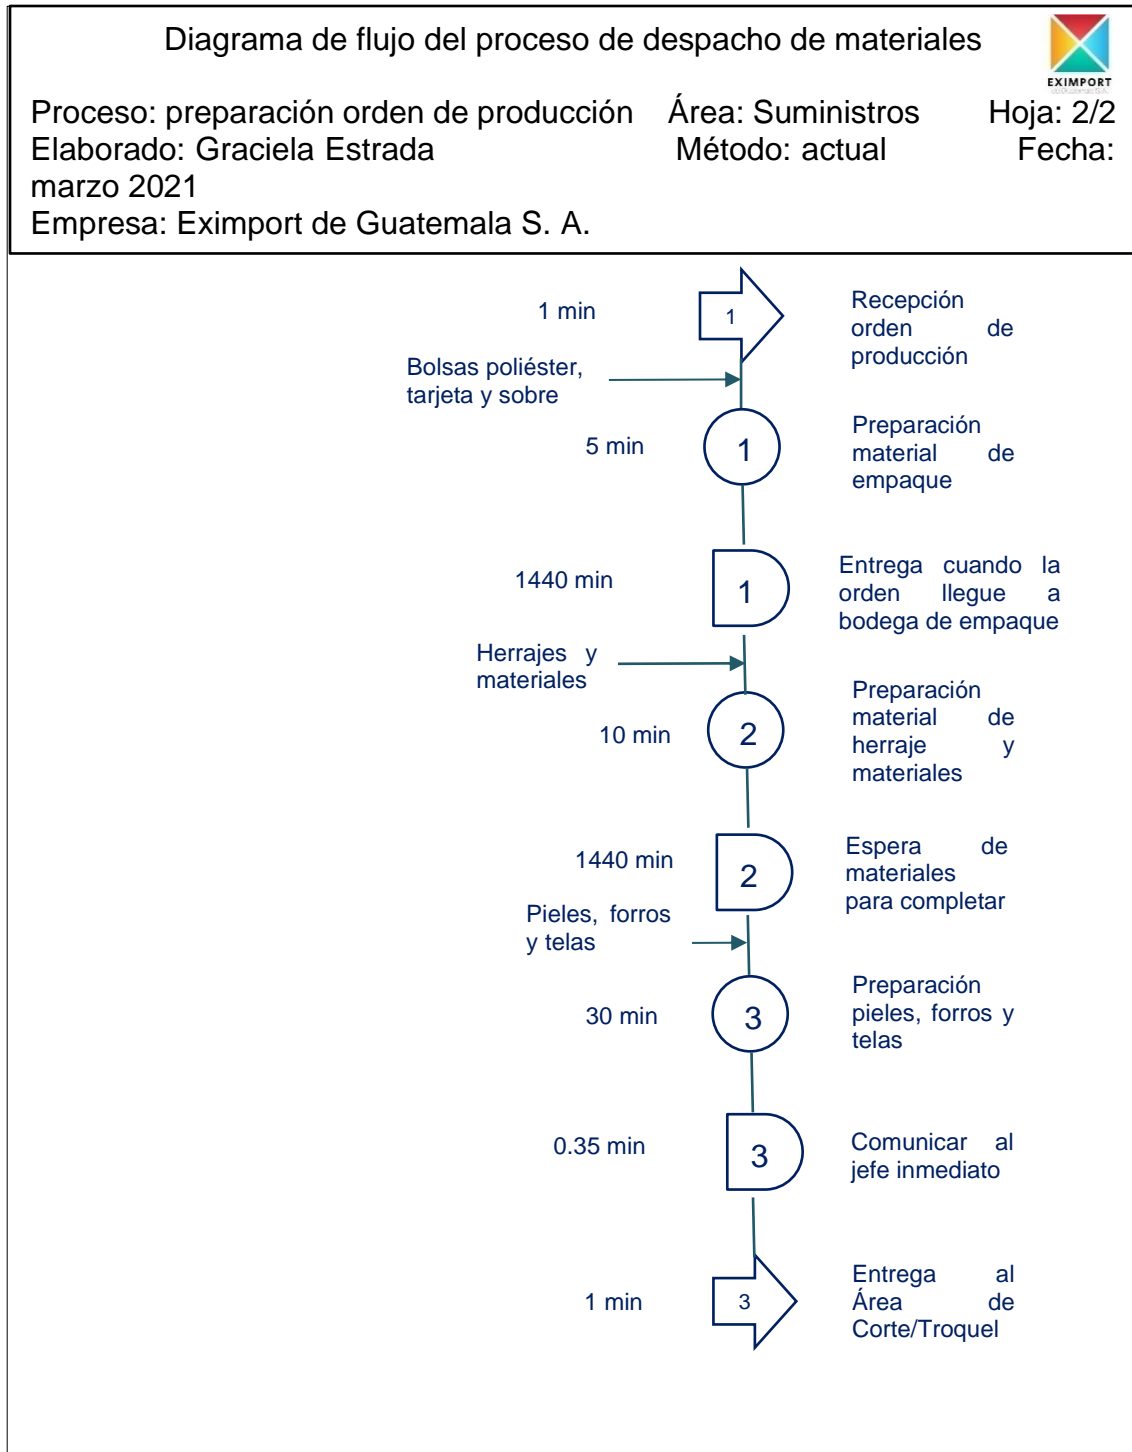 Diagrama de flujo del proceso de despacho de materiales
EXIMPORT
Proceso: preparación orden de producción Área: Suministros Hoja: 2/2
Elaborado: Graciela Estrada Método: actual Fecha:
marzo 2021
Empresa: Eximport de Guatemala S. A.
1 min
1
Recepción
orden de
producción
Bolsas poliéster,
tarjeta y sobre
5 min
1
Preparación
material de
empaque
1440 min
1
Entrega cuando la
orden llegue a
bodega de empaque
Herrajes y
materiales
10 min
2
Preparación
material de
herraje y
materiales
1440 min
2
Espera de
materiales
para completar
Pieles, forros
y telas
30 min
3
Preparación
pieles, forros y
telas
0.35 min
3
Comunicar al
jefe inmediato
1 min
3
Entrega al
Área de
Corte/Troquel